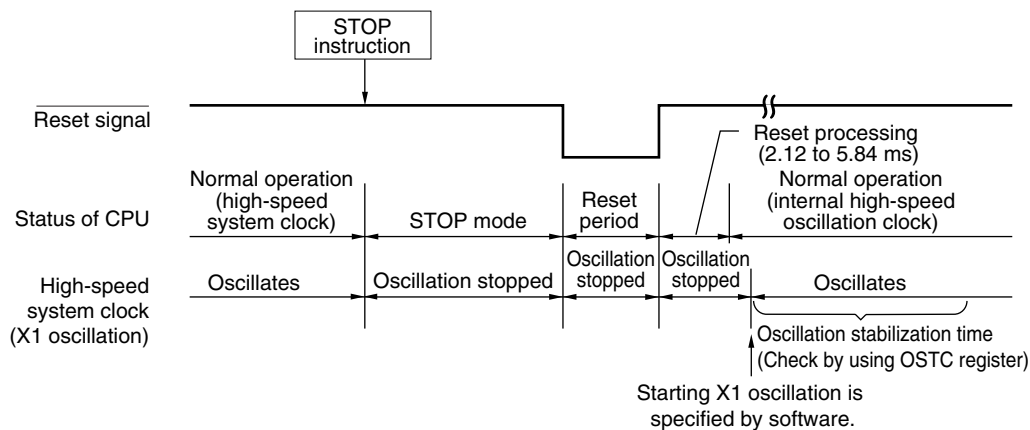 STOP
instruction
Reset signal
Reset processing
(2.12 to 5.84 ms)
Status of CPU
Normal operation
(high-speed
system clock)
STOP mode
Reset
period
Normal operation
(internal high-speed
oscillation clock)
High-speed
system clock
(X1 oscillation)
Oscillates
Oscillation stopped
Oscillation
stopped
Oscillation
stopped
Oscillates
Oscillation stabilization time
(Check by using OSTC register)
Starting X1 oscillation is
specified by software.